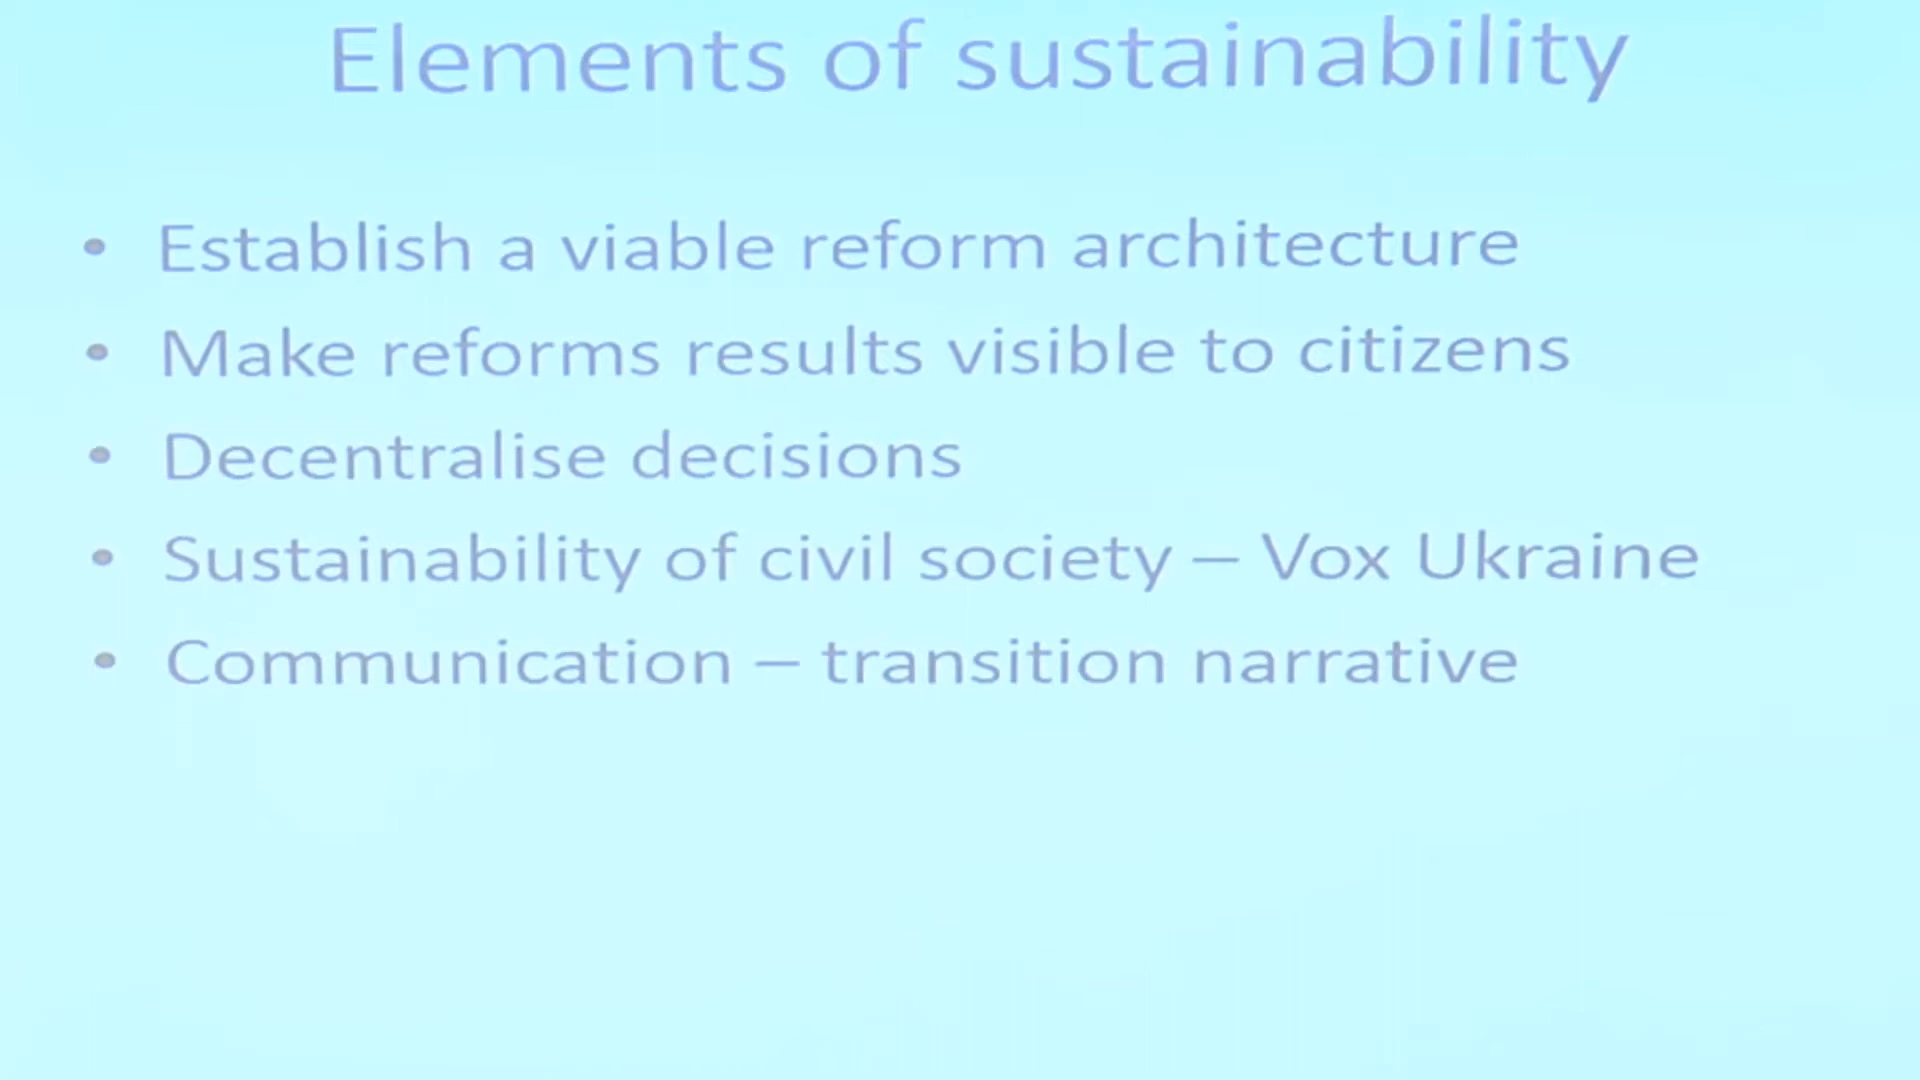 Elements of sustainability
• Establish a viable reform architecture
• Make reforms results visible to citizens
• Decentralise decisions
• Sustainability of civil society – Vox Ukraine
• Communication – transition narrative